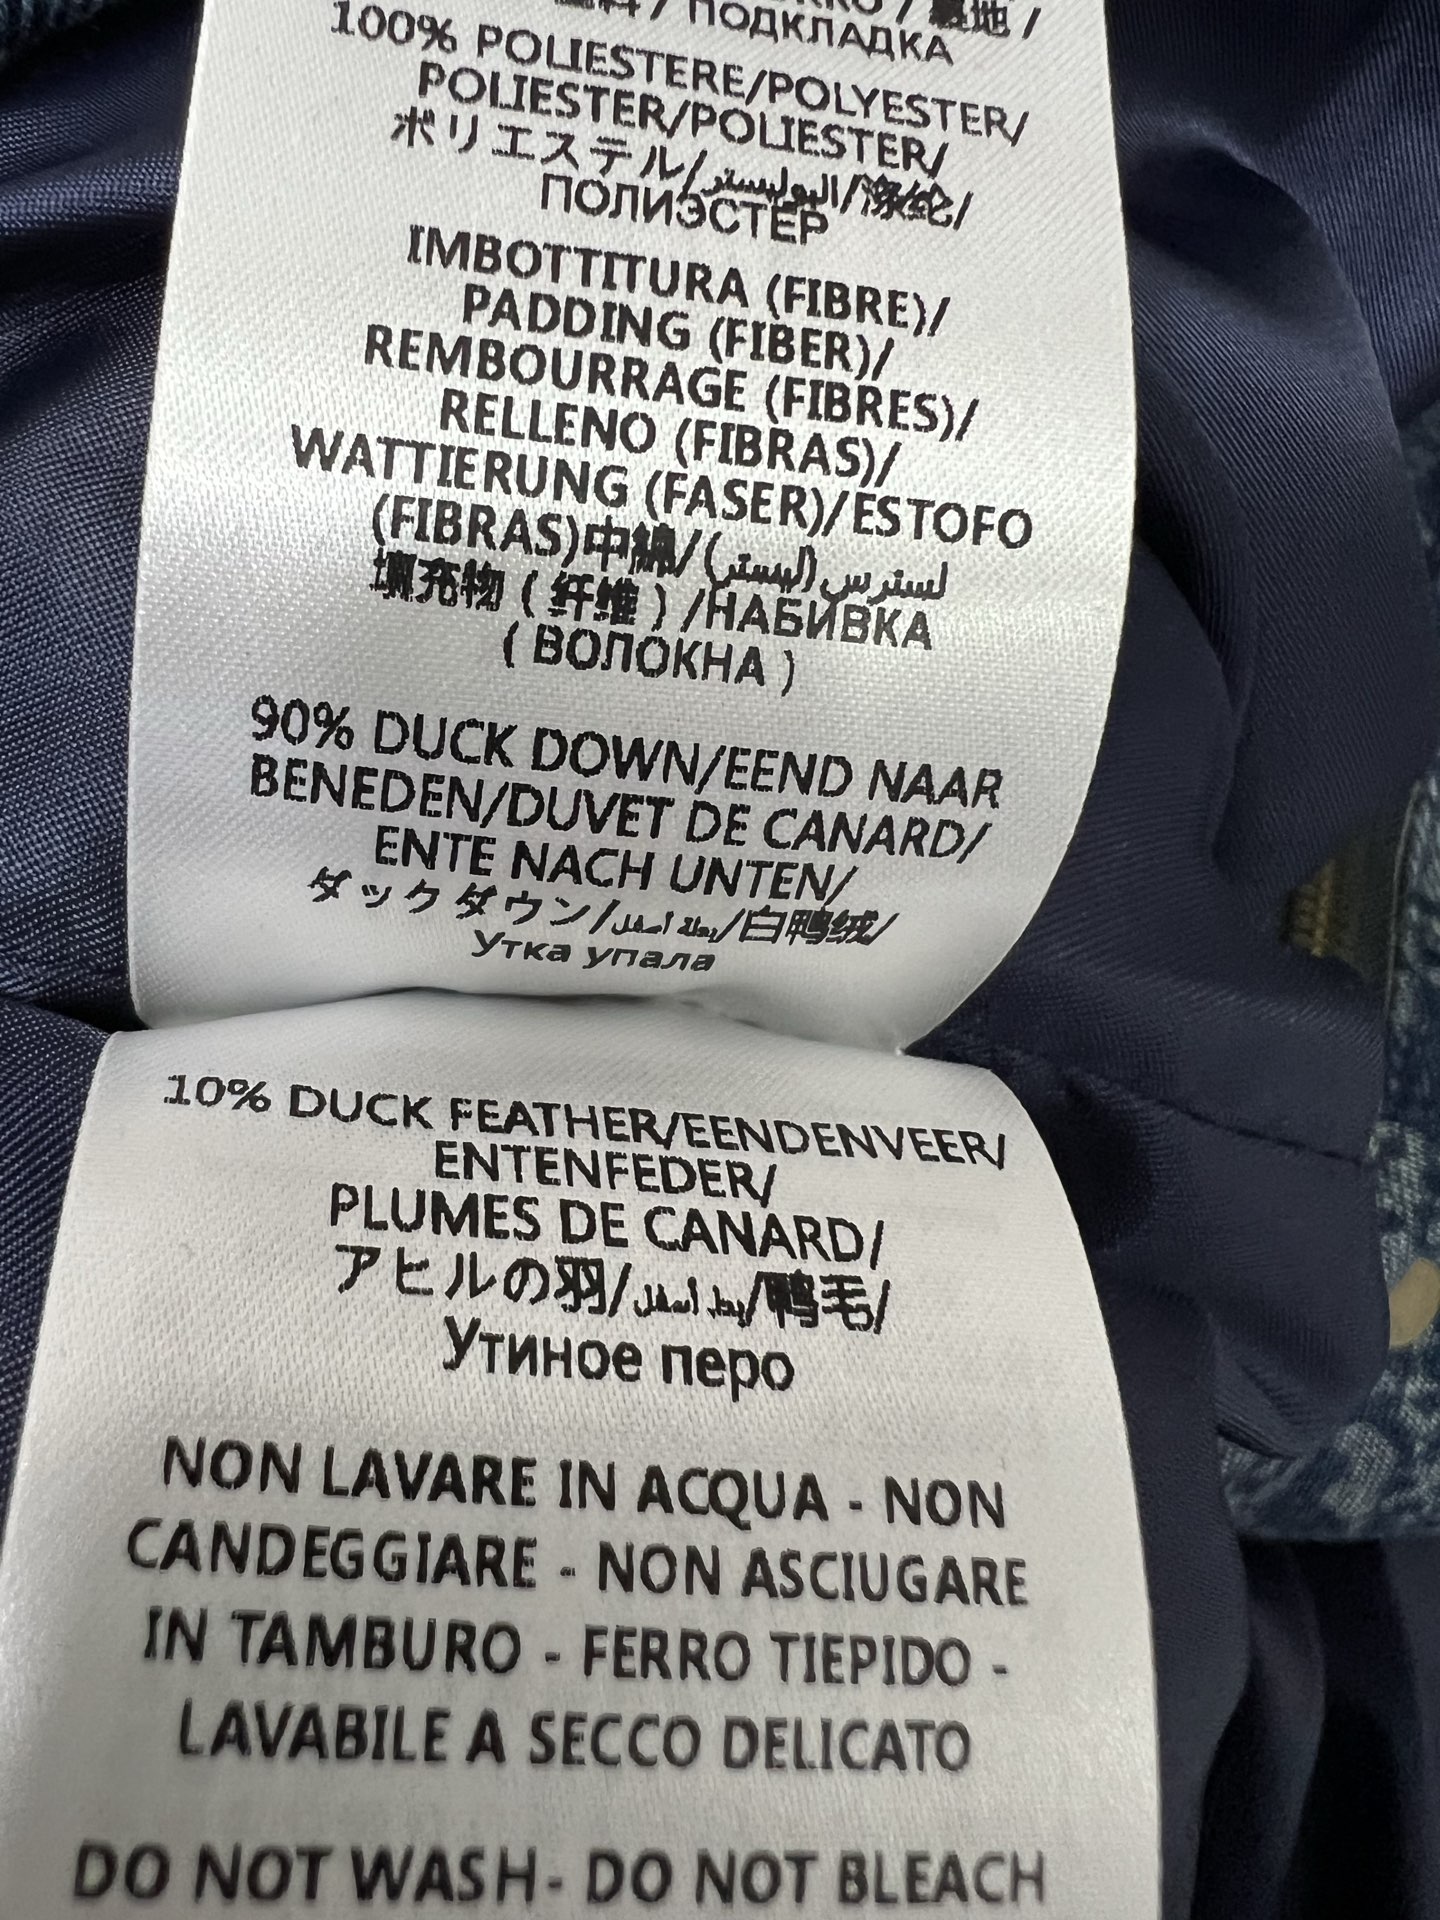 / ПОДКЛАДКА
100% POLIESTERE/POLYESTER/
POLIESTER/POLIESTER/
ポリエステル/البوليستر/涤纶/
ПОЛИЭСТЕР
IMBOTTITURA (FIBRE)/
PADDING (FIBER)/
REMBOURRAGE (FIBRES)/
RELLENO (FIBRAS)/
WATTIERUNG (FASER)/ESTOFO
(FIBRAS)中綿/
填充物 ( 纤维 ) /НАБИВКА
( ВОЛОКНА )
90% DUCK DOWN/EEND NAAR
BENEDEN/DUVET DE CANARD/
ENTE NACH UNTEN/
ダックダウン/بطة أسفل/白鸭绒/
Утка упала
10% DUCK FEATHER/EENDENVEER/
ENTENFEDER/
PLUMES DE CANARD/
アヒルの羽/بط أسفل/鸭毛/
Утиное перо
NON LAVARE IN ACQUA - NON
CANDEGGIARE - NON ASCIUGARE
IN TAMBURO - FERRO TIEPIDO -
LAVABILE A SECCO DELICATO
DO NOT WASH- DO NOT BLEACH